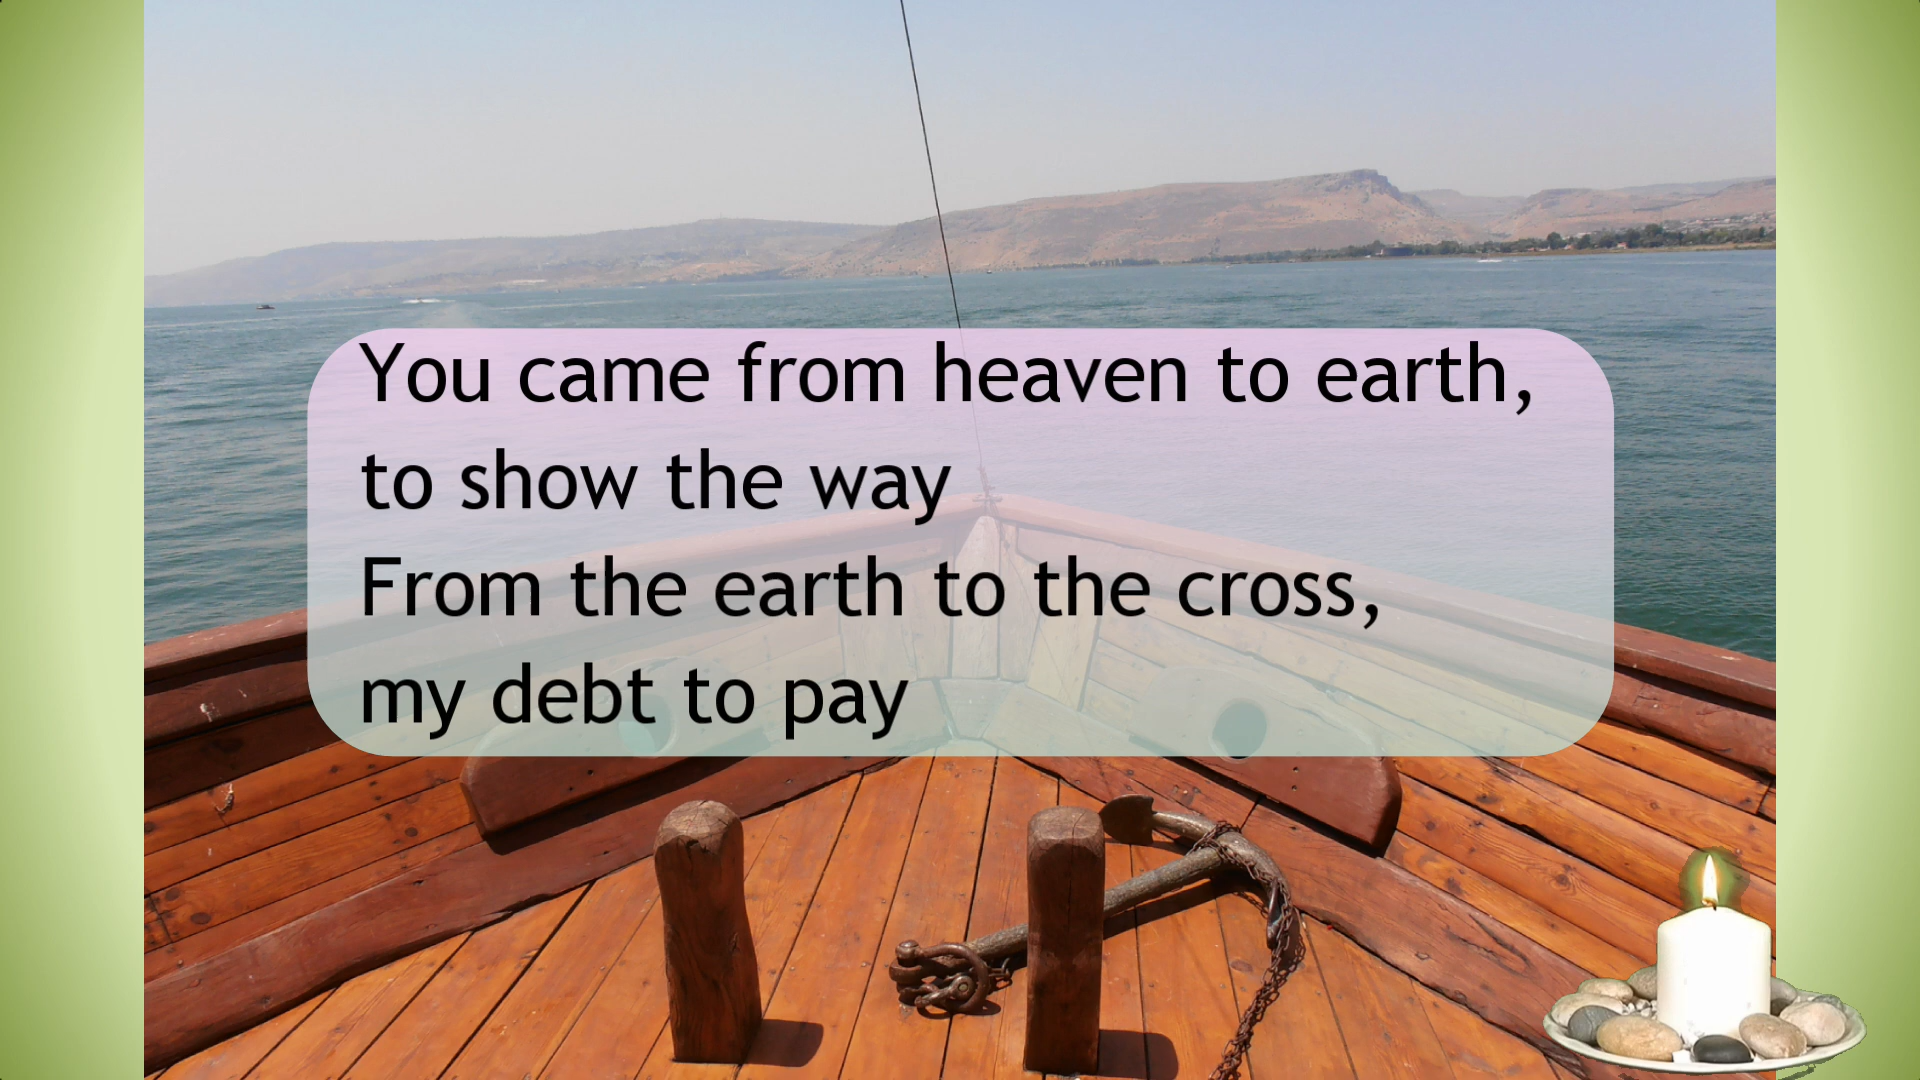 You came from heaven to earth,
to show the way
From the earth to the cross,
my debt to pay